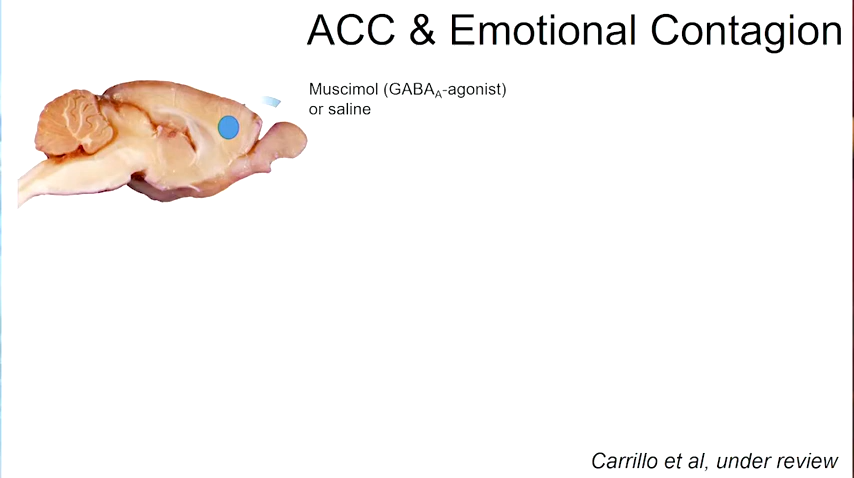 ACC & Emotional Contagion
Muscimol (GABAA-agonist)
or saline
Carrillo et al, under review